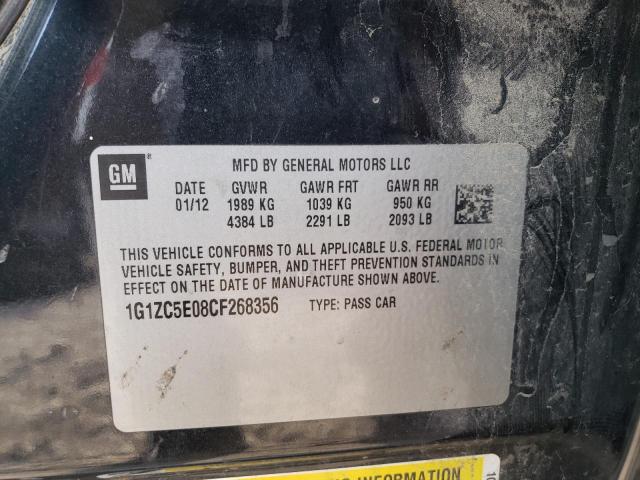 GM
®
MFD BY GENERAL MOTORS LLC
DATE GVWR GAWR FRT GAWR RR
01/12 1989 KG 1039 KG 950 KG
4384 LB 2291 LB 2093 LB
THIS VEHICLE CONFORMS TO ALL APPLICABLE U.S. FEDERAL MOTOR
VEHICLE SAFETY, BUMPER, AND THEFT PREVENTION STANDARDS IN
EFFECT ON THE DATE OF MANUFACTURE SHOWN ABOVE.
1G1ZC5E08CF268356 TYPE: PASS CAR
INFORMATION